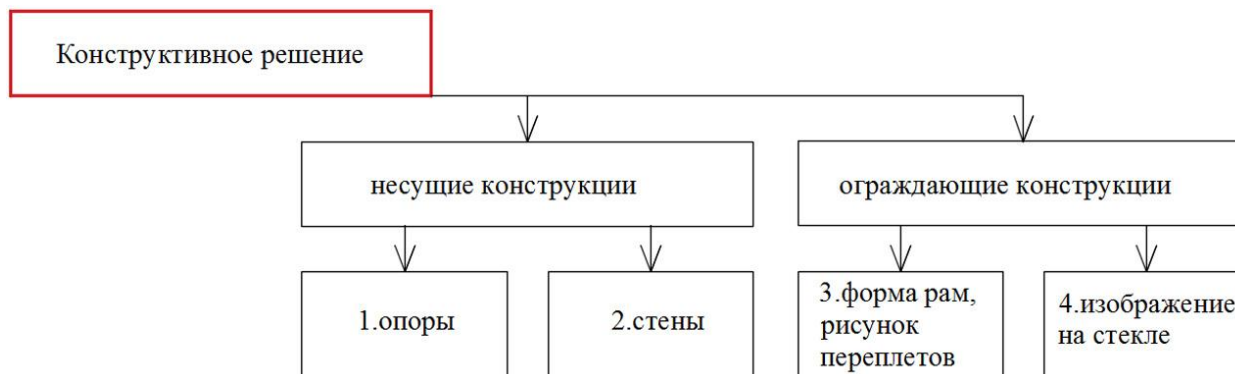 Конструктивное решение
несущие конструкции
ограждающие конструкции
1.опоры
2.стены
3.форма рам,
рисунок
переплетов
4.изображение
на стекле